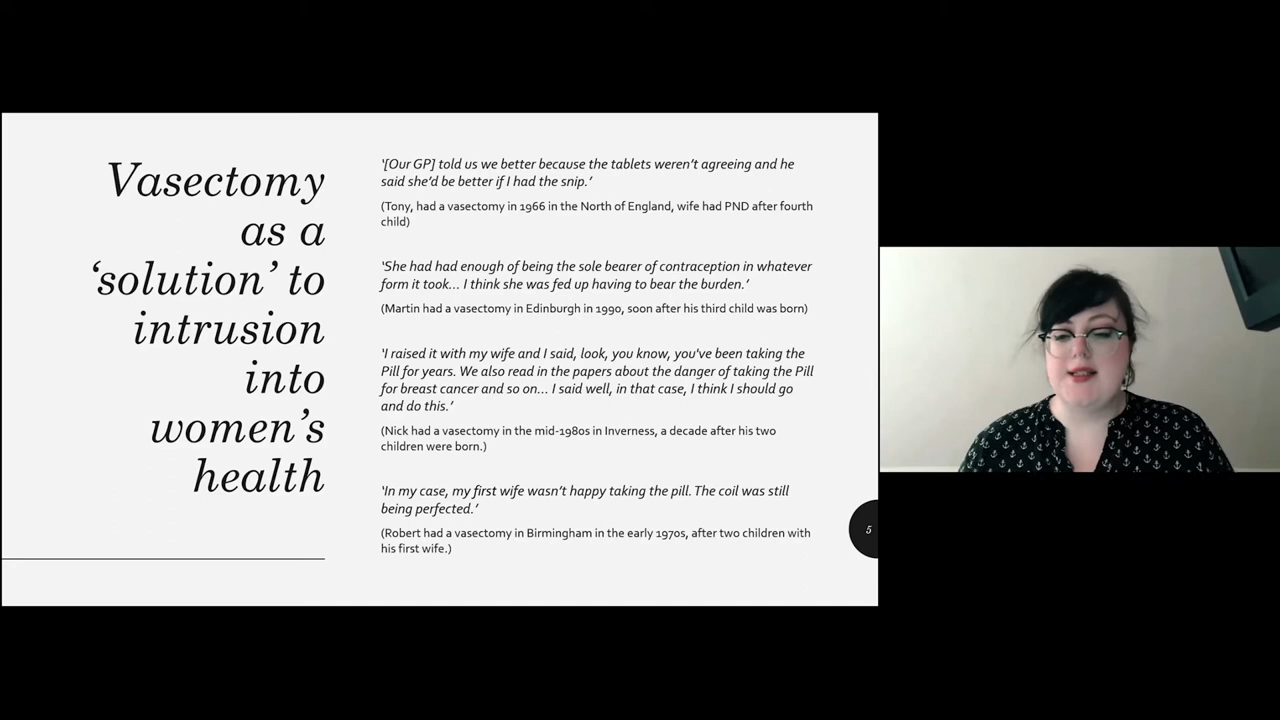 Vasectomy
as a
‘solution’ to
intrusion
into
women’s
health
‘[Our GP] told us we better because the tablets weren’t agreeing and he
said she’d be better if I had the snip.’
(Tony, had a vasectomy in 1966 in the North of England, wife had PND after fourth
child)
‘She had had enough of being the sole bearer of contraception in whatever
form it took... I think she was fed up having to bear the burden.’
(Martin had a vasectomy in Edinburgh in 1990, soon after his third child was born)
‘I raised it with my wife and I said, look, you know, you've been taking the
Pill for years. We also read in the papers about the danger of taking the Pill
for breast cancer and so on... I said well, in that case, I think I should go
and do this.’
(Nick had a vasectomy in the mid-1980s in Inverness, a decade after his two
children were born.)
‘In my case, my first wife wasn’t happy taking the pill. The coil was still
being perfected.’
(Robert had a vasectomy in Birmingham in the early 1970s, after two children with
his first wife.)
5